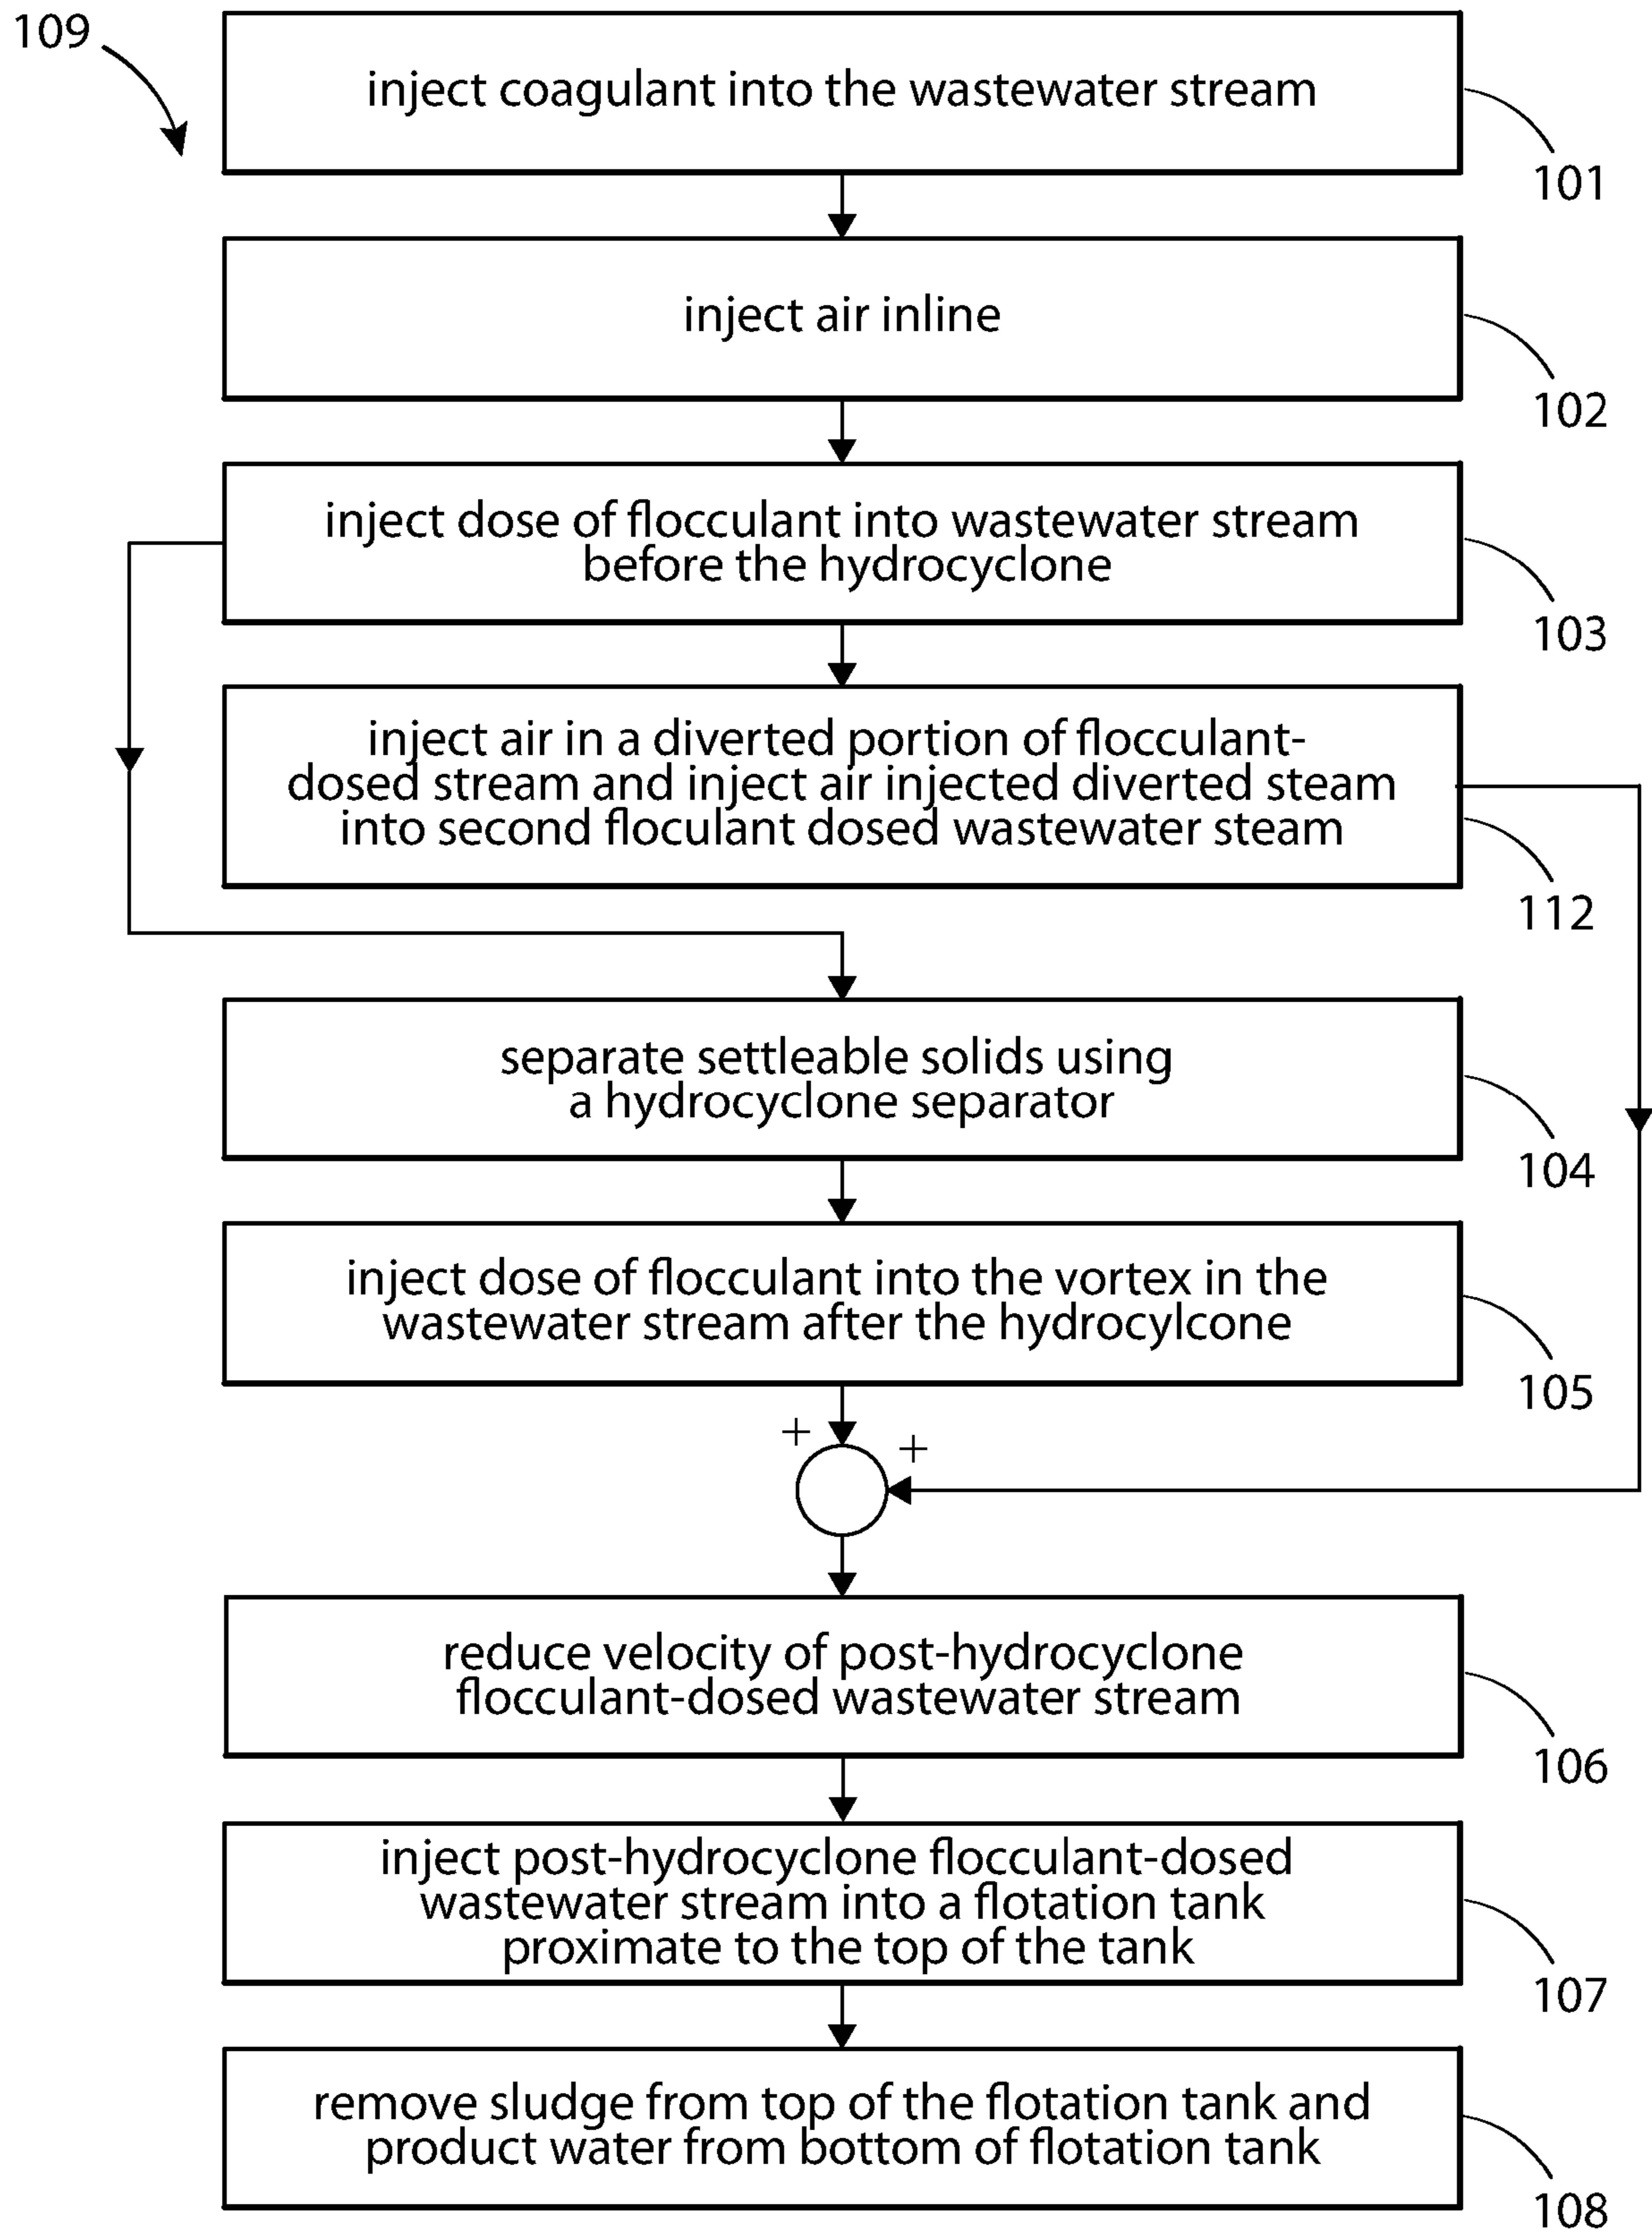 109
inject coagulant into the wastewater stream
101
inject air inline
102
inject dose of flocculant into wastewater stream
before the hydrocyclone
103
inject air in a diverted portion of flocculant-
dosed stream and inject air injected diverted steam
into second floculant dosed wastewater steam
112
separate settleable solids using
a hydrocyclone separator
104
inject dose of flocculant into the vortex in the
wastewater stream after the hydrocylcone
105
+
+
reduce velocity of post-hydrocyclone
flocculant-dosed wastewater stream
106
inject post-hydrocyclone flocculant-dosed
wastewater stream into a flotation tank
proximate to the top of the tank
107
remove sludge from top of the flotation tank and
product water from bottom of flotation tank
108